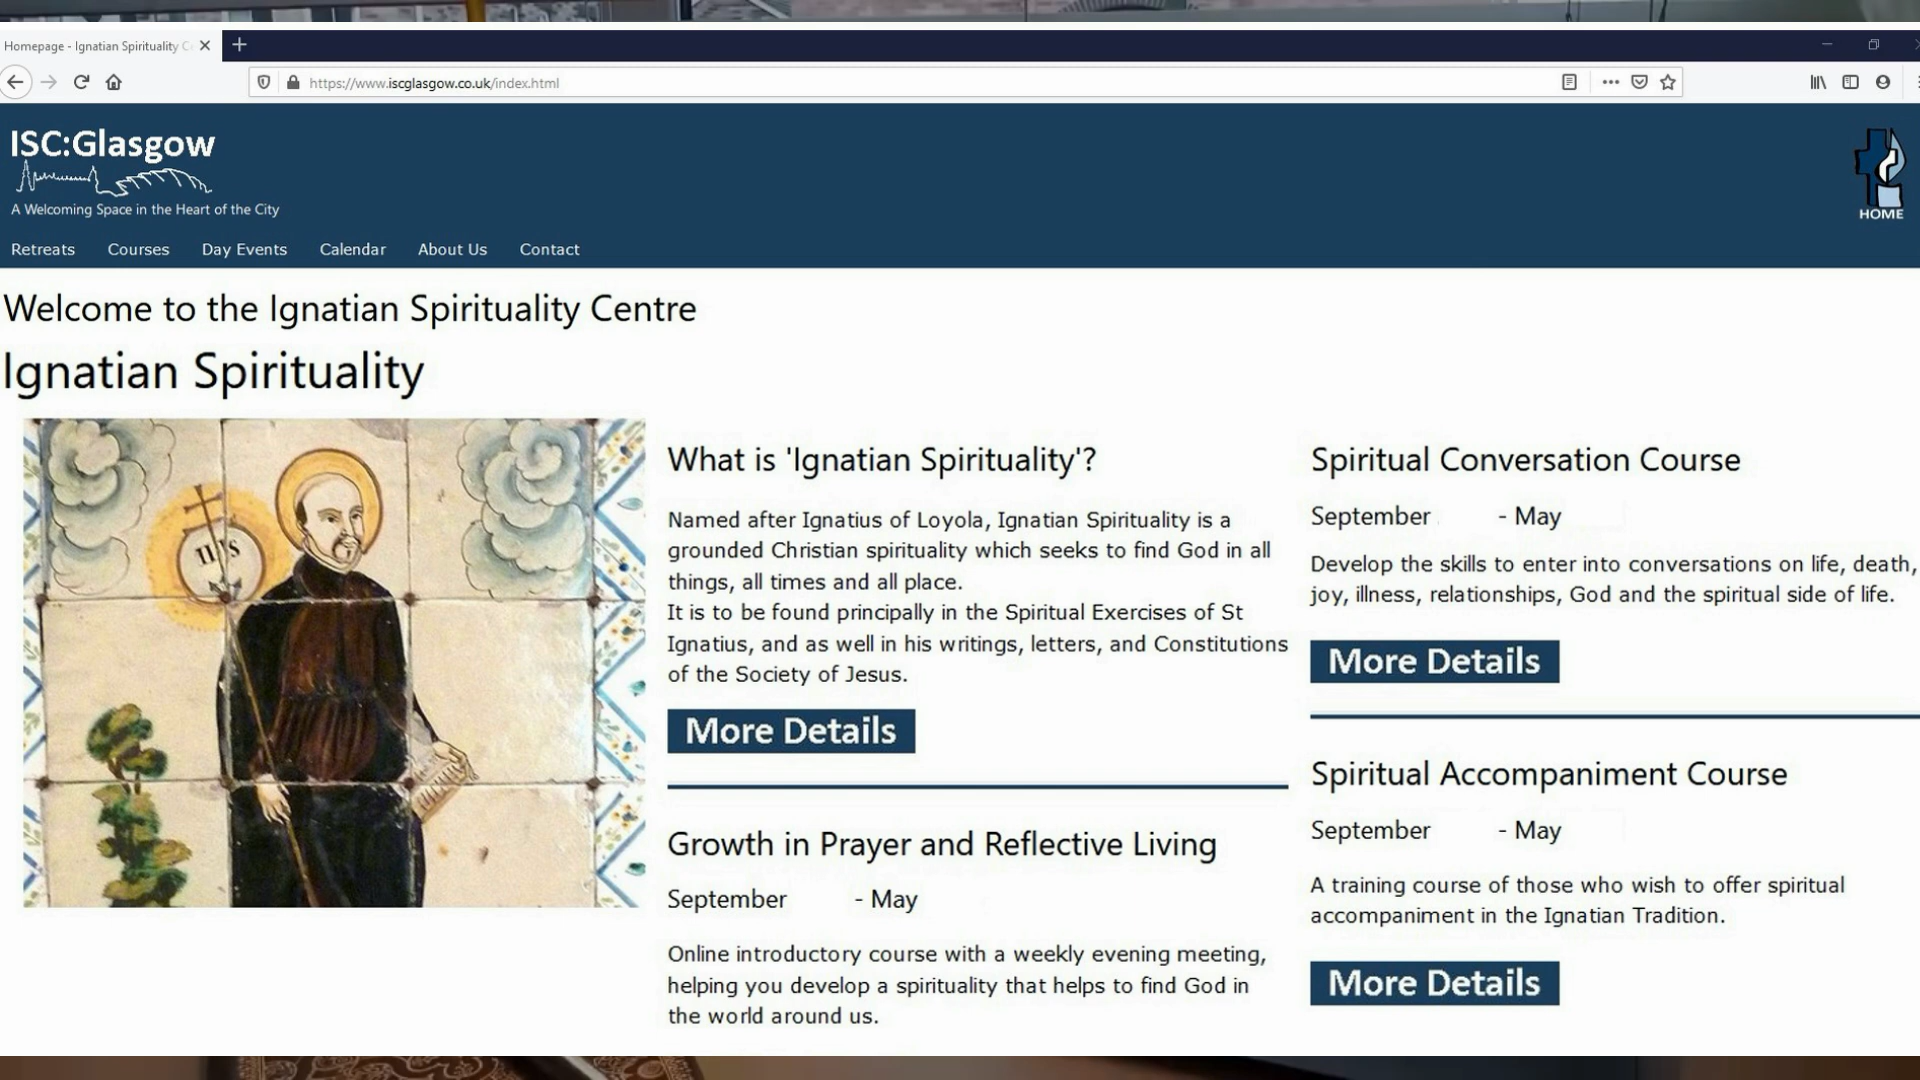 Homepage - Ignatian Spirituality C
https://www.iscglasgow.co.uk/index.html
ISC:Glasgow
A Welcoming Space in the Heart of the City
HOME
Retreats Courses Day Events Calendar About Us Contact
Welcome to the Ignatian Spirituality Centre
Ignatian Spirituality
IHS
What is 'Ignatian Spirituality'?
Named after Ignatius of Loyola, Ignatian Spirituality is a
grounded Christian spirituality which seeks to find God in all
things, all times and all place.
It is to be found principally in the Spiritual Exercises of St
Ignatius, and as well in his writings, letters, and Constitutions
of the Society of Jesus.
More Details
Growth in Prayer and Reflective Living
September - May
Online introductory course with a weekly evening meeting,
helping you develop a spirituality that helps to find God in
the world around us.
Spiritual Conversation Course
September - May
Develop the skills to enter into conversations on life, death,
joy, illness, relationships, God and the spiritual side of life.
More Details
Spiritual Accompaniment Course
September - May
A training course of those who wish to offer spiritual
accompaniment in the Ignatian Tradition.
More Details